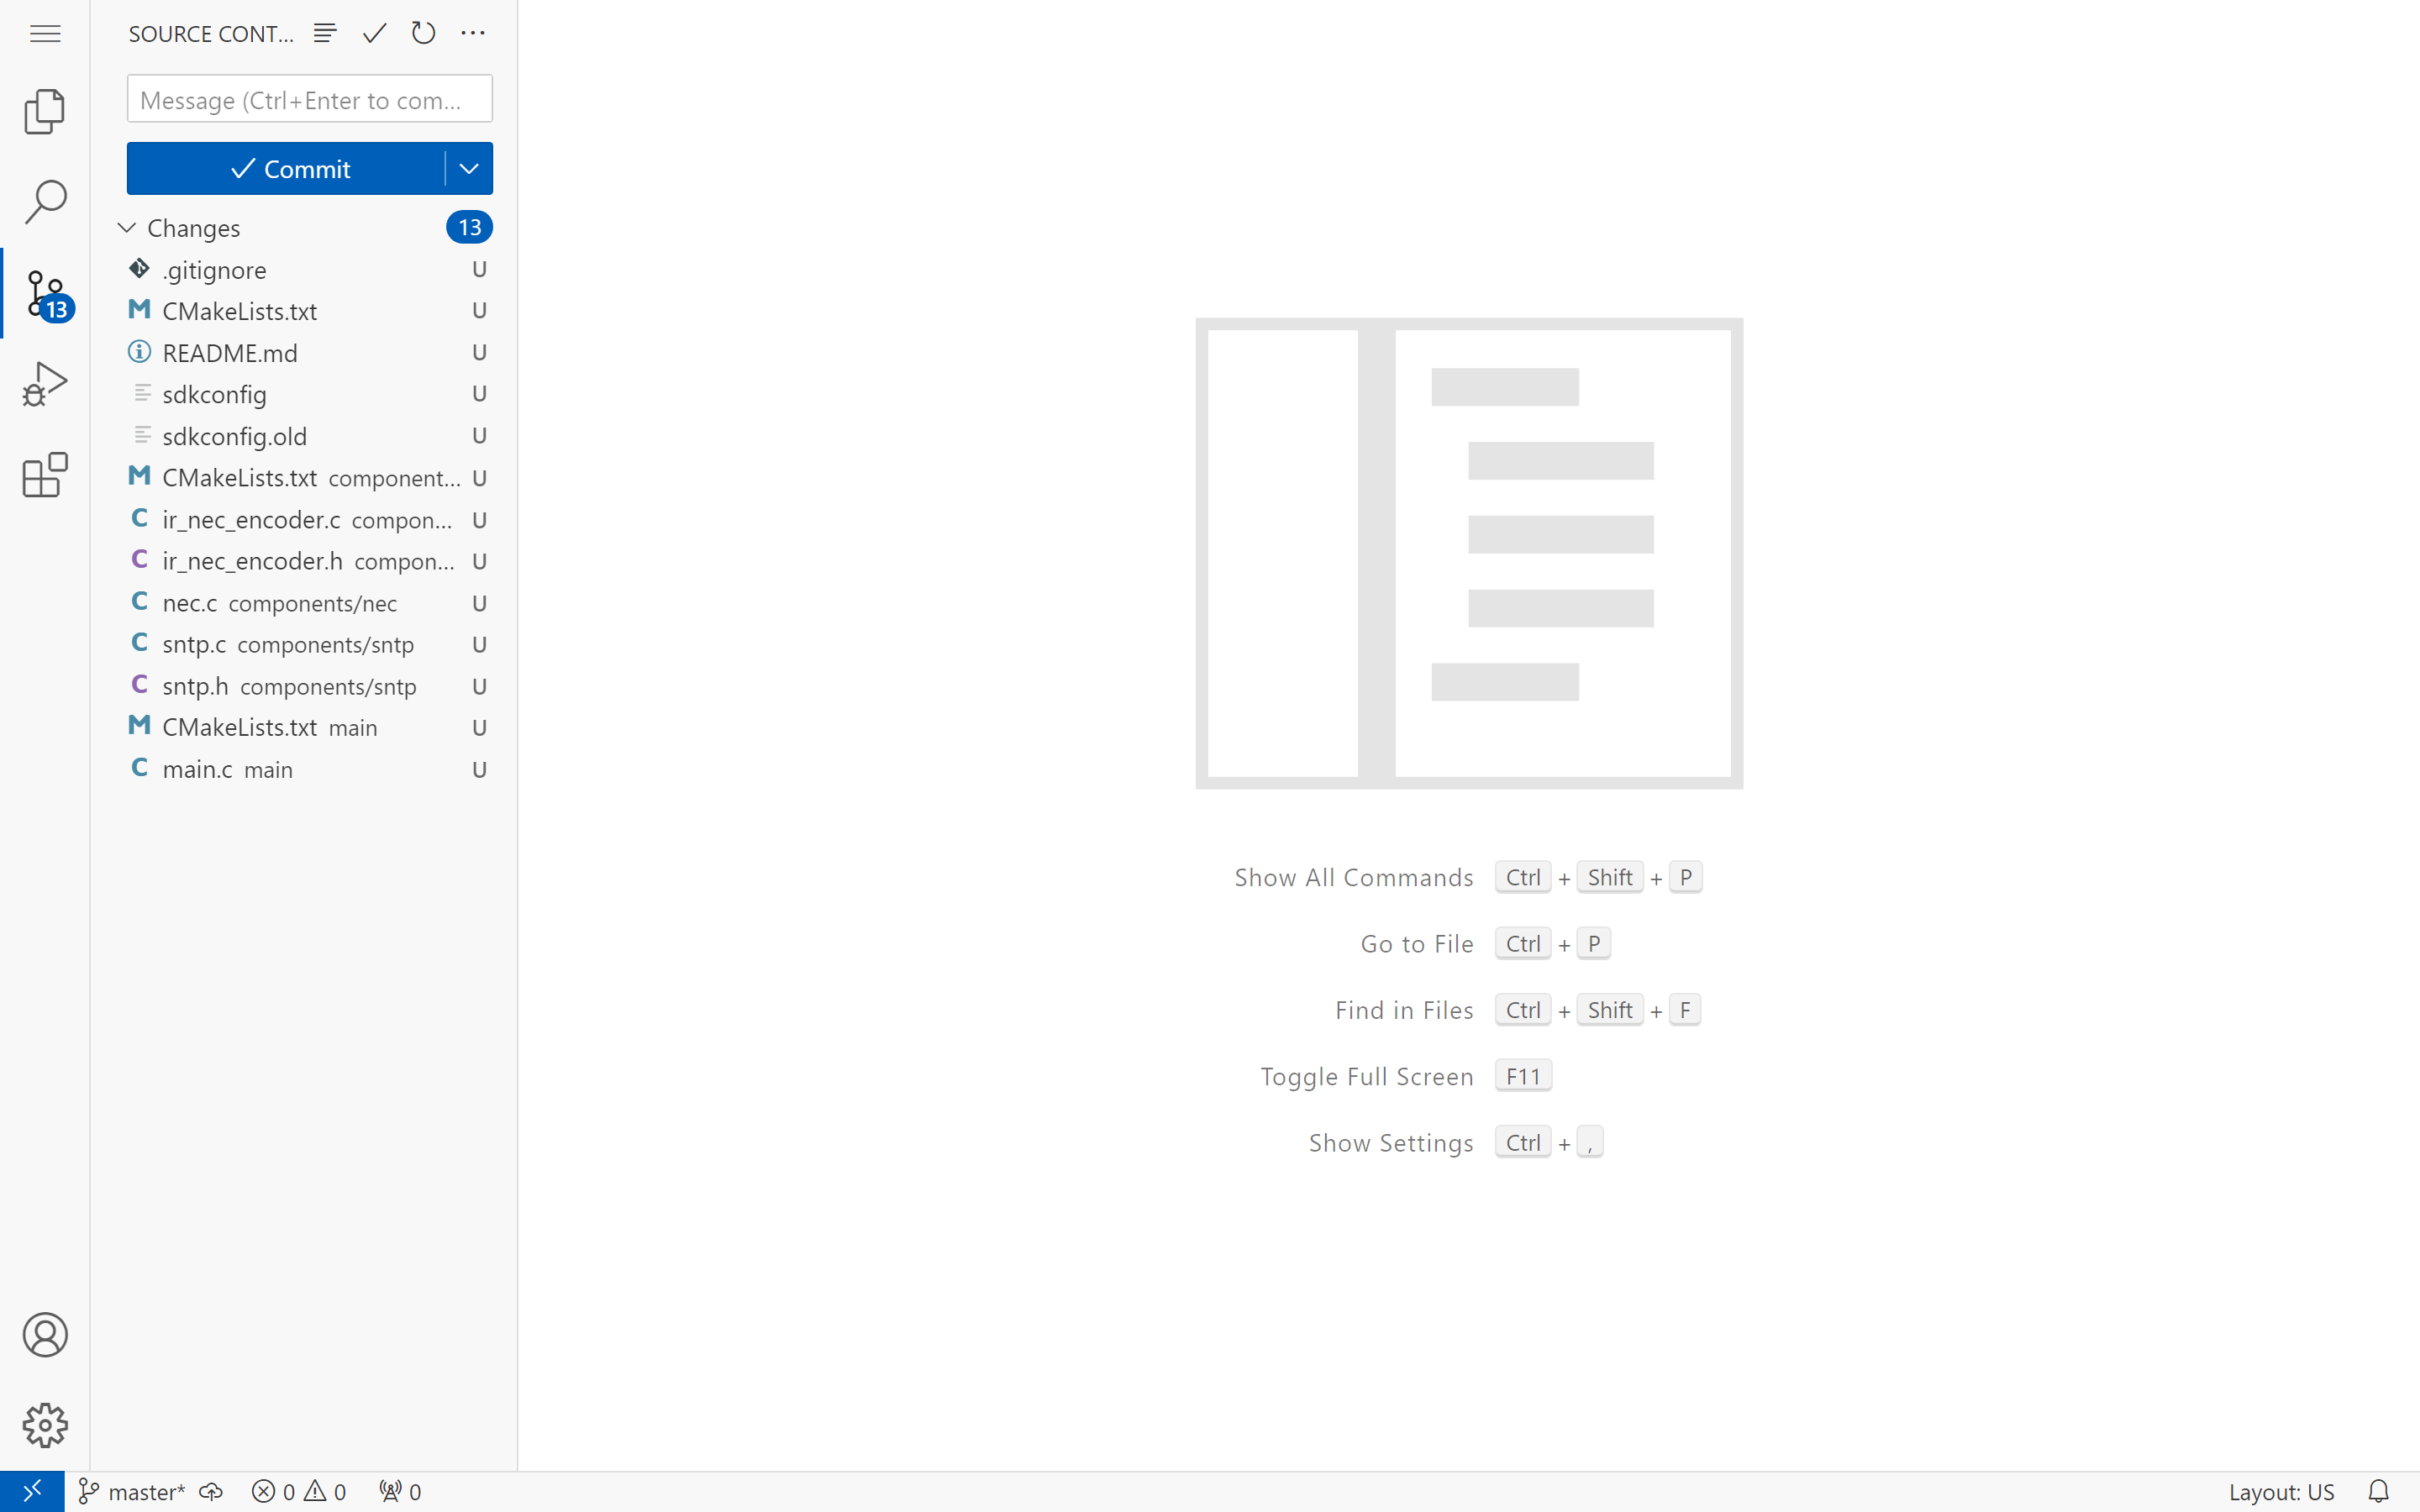 SOURCE CONT...
Message (Ctrl+Enter to com...
Commit
Changes 13
.gitignore U
CMakeLists.txt U
13
README.md U
sdkconfig U
sdkconfig.old U
CMakeLists.txt component... U
ir_nec_encoder.c compon... U
ir_nec_encoder.h compon... U
nec.c components/nec U
sntp.c components/sntp U
sntp.h components/sntp U
CMakeLists.txt main U
main.c main U
Show All Commands Ctrl + Shift + P
Go to File Ctrl + P
Find in Files Ctrl + Shift + F
Toggle Full Screen F11
Show Settings Ctrl + ,
master* 0 0 0 Layout: US